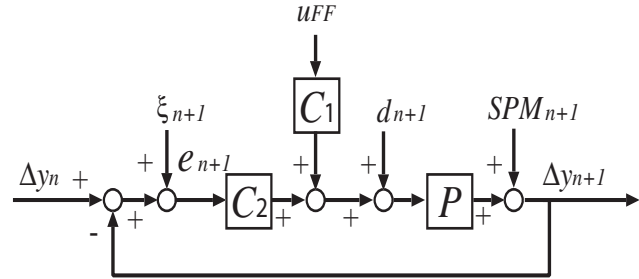 uFF
C1
ξn+1
dn+1
SPMn+1
+ + + +
Δyn + en+1 Δyn+1
C2
P
+ + + + +
-